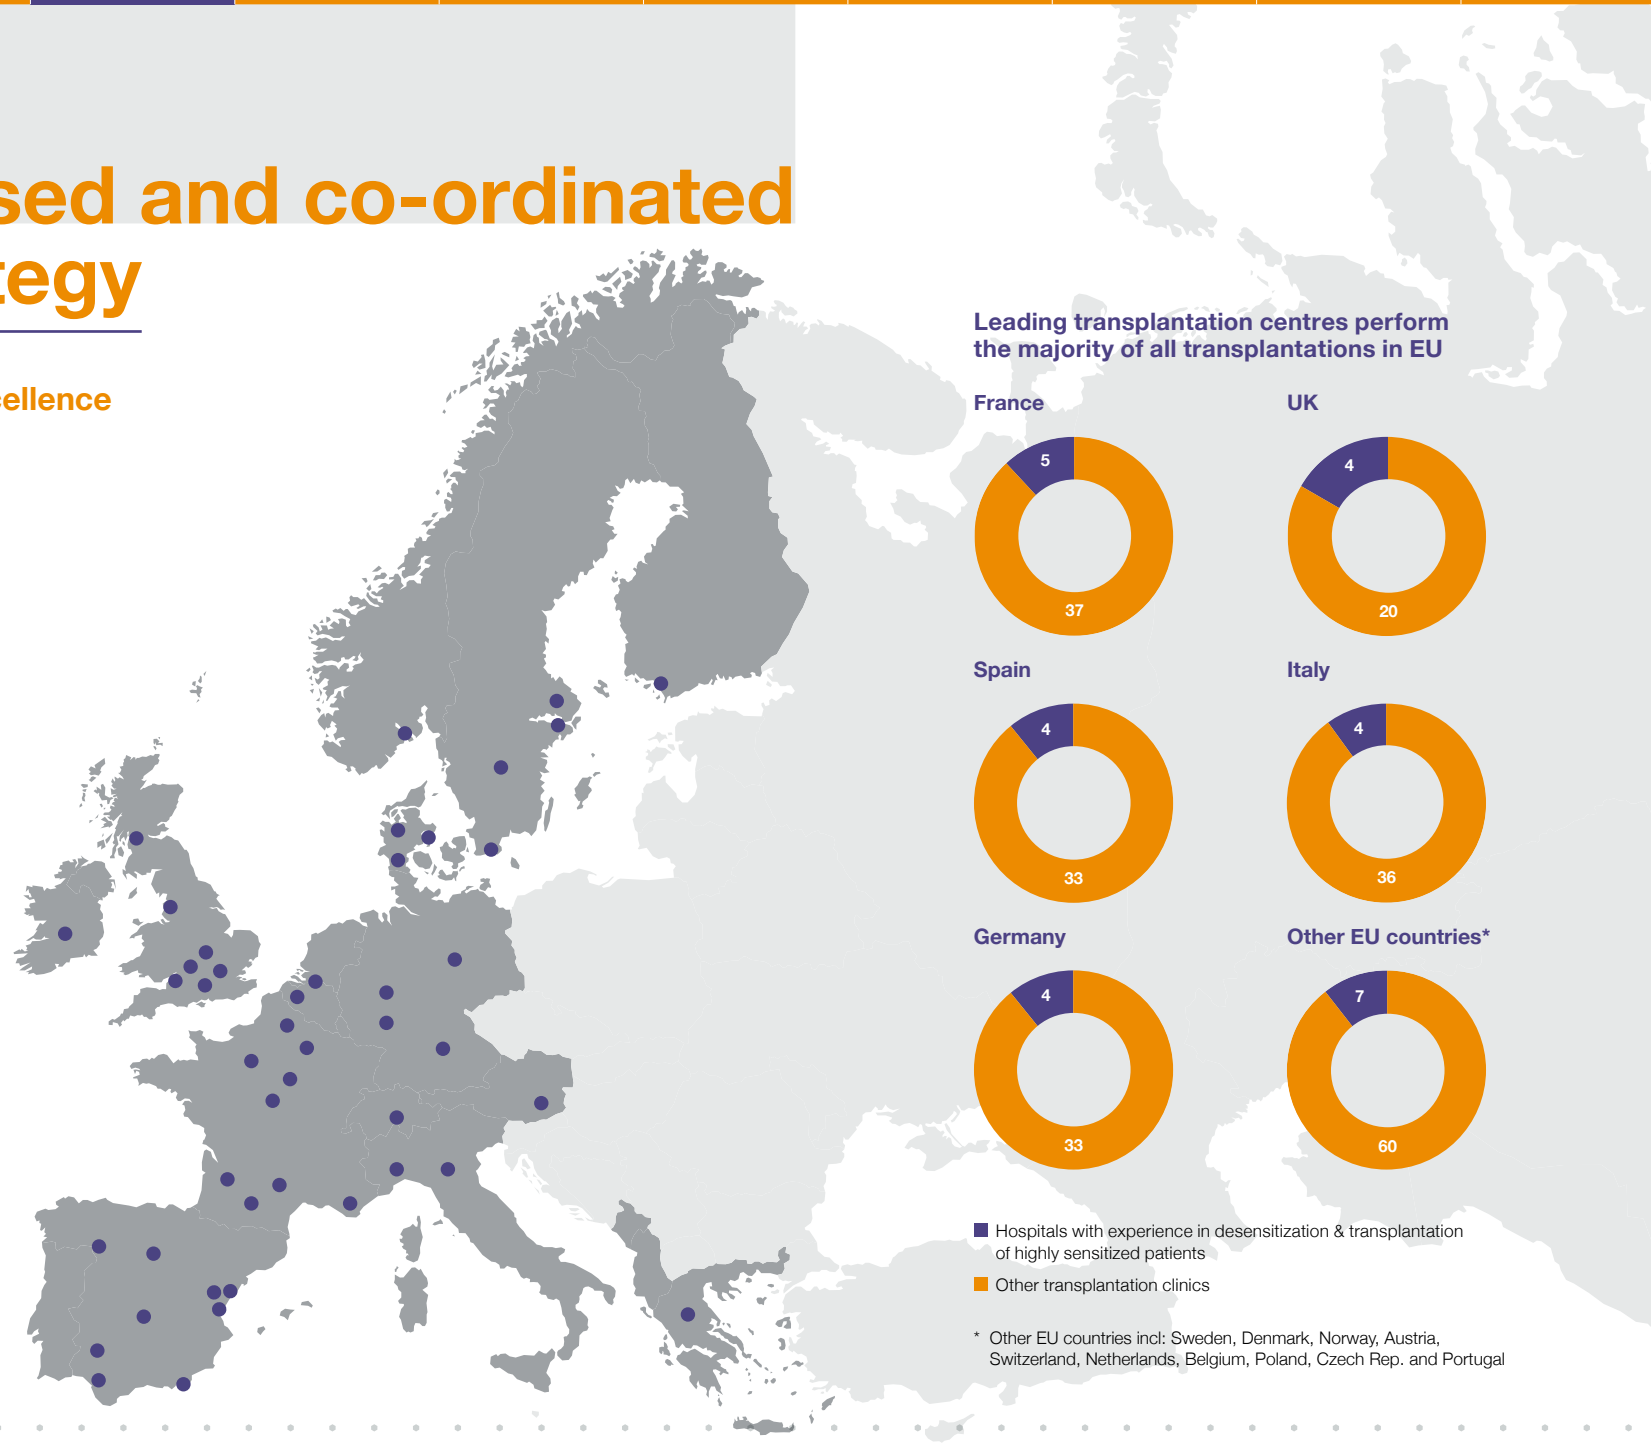 sed and co-ordinated
tegy
cellence
Leading transplantation centres perform
the majority of all transplantations in EU
France
UK
5
37
4
20
Spain
Italy
4
33
4
36
Germany
Other EU countries*
4
33
7
60
Hospitals with experience in desensitization & transplantation
of highly sensitized patients
Other transplantation clinics
* Other EU countries incl: Sweden, Denmark, Norway, Austria,
Switzerland, Netherlands, Belgium, Poland, Czech Rep. and Portugal